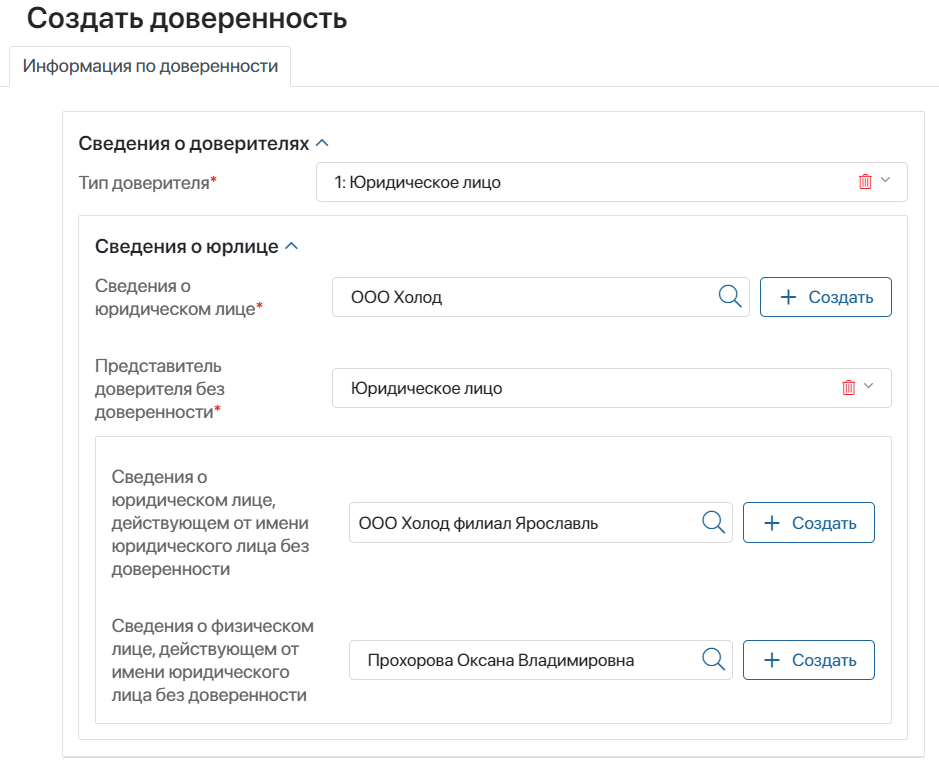 Создать доверенность
Информация по доверенности
Сведения о доверителях
Тип доверителя*
1: Юридическое лицо
Сведения о юрлице
Сведения о
юридическом лице*
ООО Холод
Создать
Представитель
доверителя без
доверенности*
Юридическое лицо
Сведения о
юридическом лице,
действующем от имени
юридического лица без
доверенности
ООО Холод филиал Ярославль
Создать
Сведения о физическом
лице, действующем от
имени юридического
лица без доверенности
Прохорова Оксана Владимировна
Создать